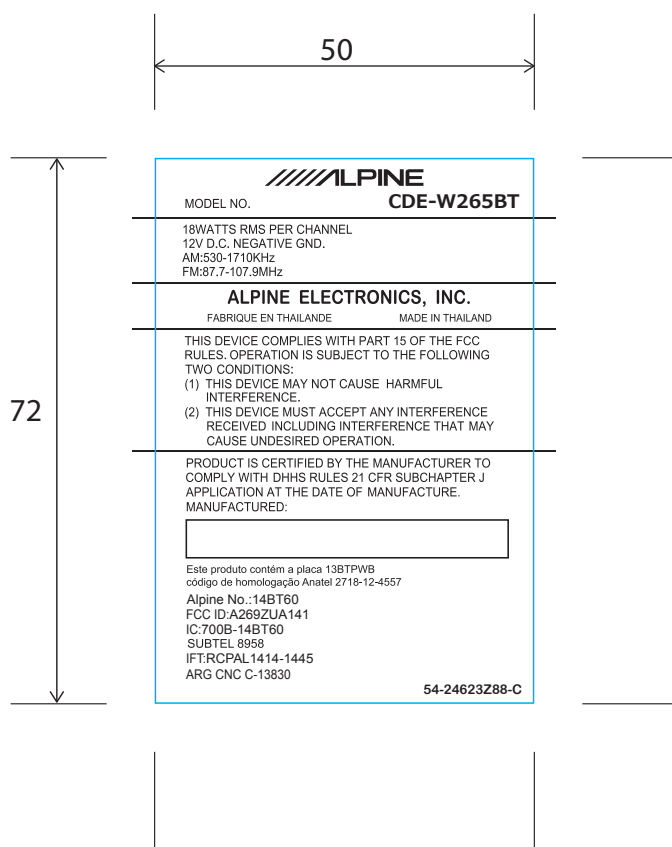 50
ALPINE
MODEL NO. CDE-W265BT
18WATTS RMS PER CHANNEL
12V D.C. NEGATIVE GND.
AM:530-1710KHz
FM:87.7-107.9MHz
ALPINE ELECTRONICS, INC.
FABRIQUE EN THAILANDE MADE IN THAILAND
THIS DEVICE COMPLIES WITH PART 15 OF THE FCC
RULES. OPERATION IS SUBJECT TO THE FOLLOWING
TWO CONDITIONS:
(1) THIS DEVICE MAY NOT CAUSE HARMFUL
INTERFERENCE.
(2) THIS DEVICE MUST ACCEPT ANY INTERFERENCE
RECEIVED INCLUDING INTERFERENCE THAT MAY
CAUSE UNDESIRED OPERATION.
72
PRODUCT IS CERTIFIED BY THE MANUFACTURER TO
COMPLY WITH DHHS RULES 21 CFR SUBCHAPTER J
APPLICATION AT THE DATE OF MANUFACTURE.
MANUFACTURED:
Este produto contém a placa 13BTPWB
código de homologação Anatel 2718-12-4557
Alpine No.:14BT60
FCC ID:A269ZUA141
IC:700B-14BT60
SUBTEL 8958
IFT:RCPAL1414-1445
ARG CNC C-13830
54-24623Z88-C